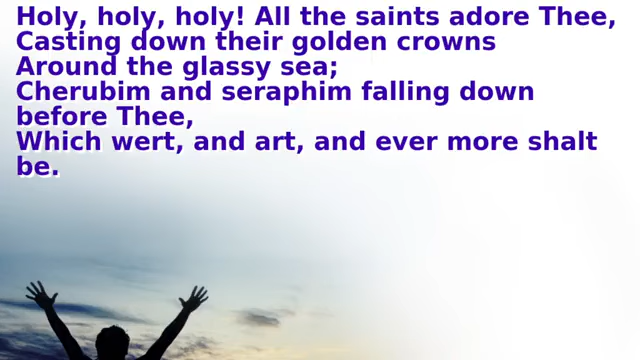 Holy, holy, holy! All the saints adore Thee,
Casting down their golden crowns
Around the glassy sea;
Cherubim and seraphim falling down
before Thee,
Which wert, and art, and ever more shalt
be.